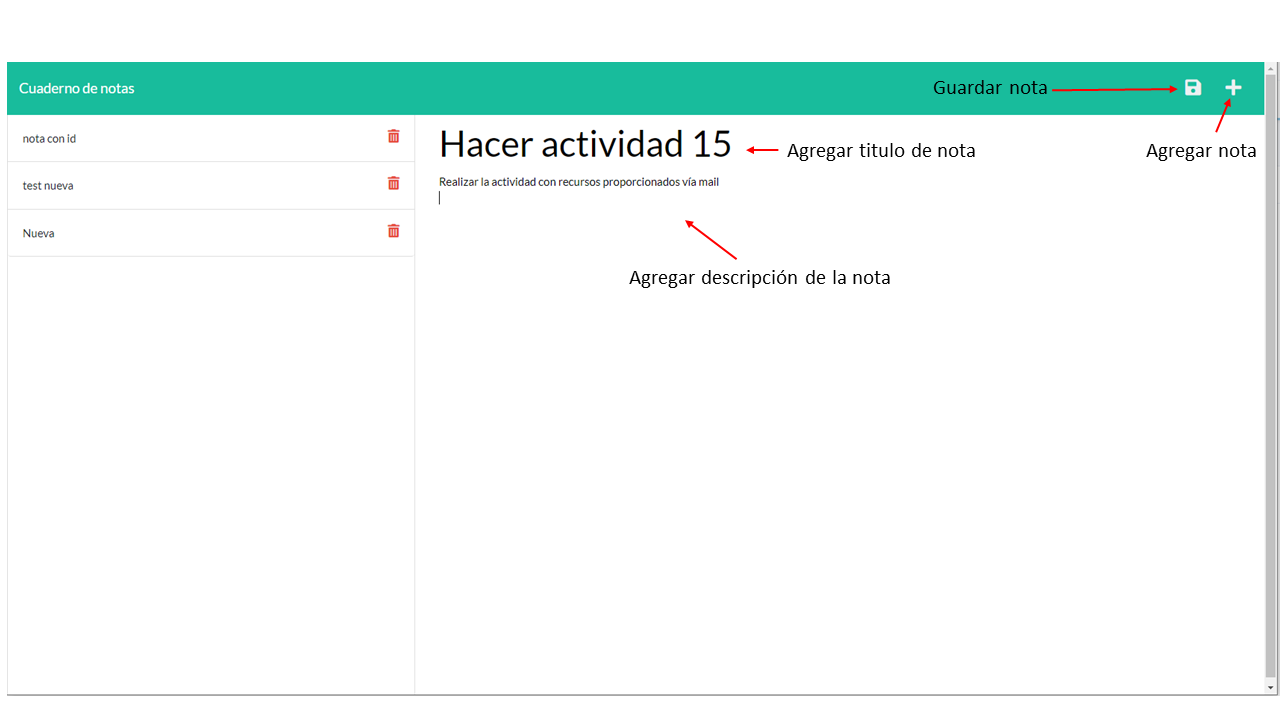 Cuaderno de notas
Guardar nota
nota con id
test nueva
Nueva
Hacer actividad 15
Agregar titulo de nota
Agregar nota
Realizar la actividad con recursos proporcionados vía mail
Agregar descripción de la nota